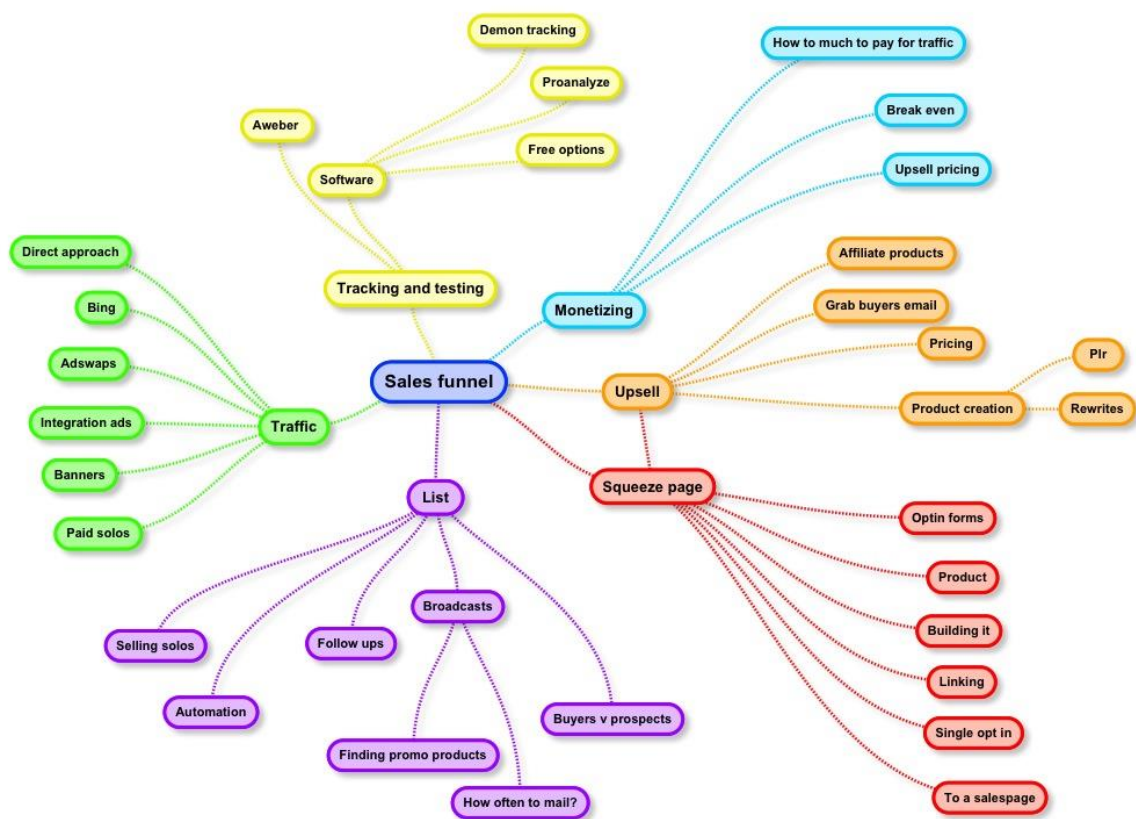 Demon tracking
How to much to pay for traffic
Proanalyze
Break even
Aweber
Free options
Upsell pricing
Software
Direct approach
Affiliate products
Tracking and testing
Bing
Monetizing
Grab buyers email
Pricing
Plr
Adswaps
Sales funnel
Upsell
Product creation
Rewrites
Integration ads
Traffic
Banners
Squeeze page
List
Paid solos
Optin forms
Product
Broadcasts
Building it
Selling solos
Follow ups
Linking
Automation
Buyers v prospects
Single opt in
Finding promo products
How often to mail?
To a salespage